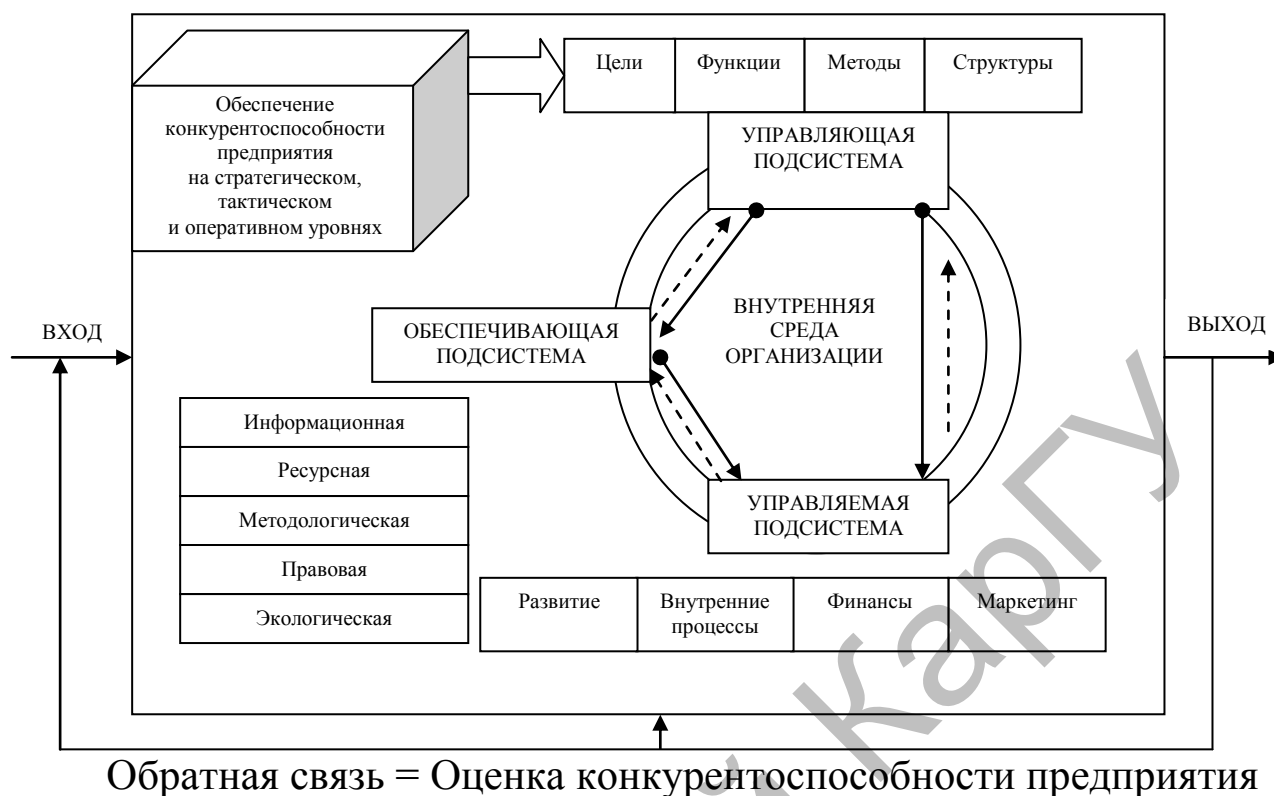 Цели
Функции
Методы
Структуры
Обеспечение
конкурентоспособности
предприятия
на стратегическом,
тактическом
и оперативном уровнях
УПРАВЛЯЮЩАЯ
ПОДСИСТЕМА
ВХОД
ОБЕСПЕЧИВАЮЩАЯ
ПОДСИСТЕМА
ВНУТРЕННЯЯ
СРЕДА
ОРГАНИЗАЦИИ
ВЫХОД
Информационная
Ресурсная
Методологическая
Правовая
Экологическая
УПРАВЛЯЕМАЯ
ПОДСИСТЕМА
Развитие
Внутренние
процессы
Финансы
Маркетинг
КарГУ
Обратная связь = Оценка конкурентоспособности предприятия